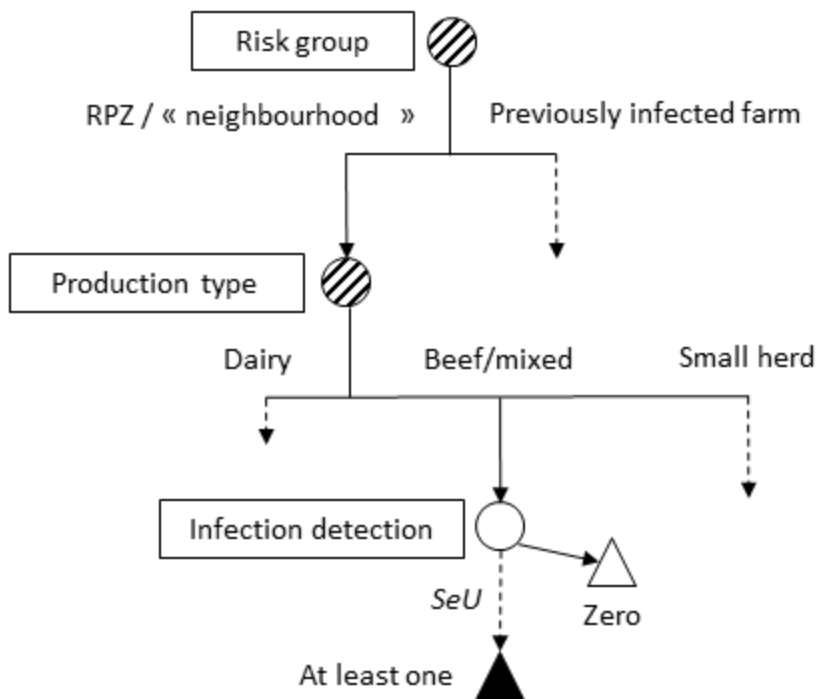 Risk group
RPZ / « neighbourhood »
Previously infected farm
Production type
Dairy
Beef/mixed
Small herd
Infection detection
SeU
Zero
At least one